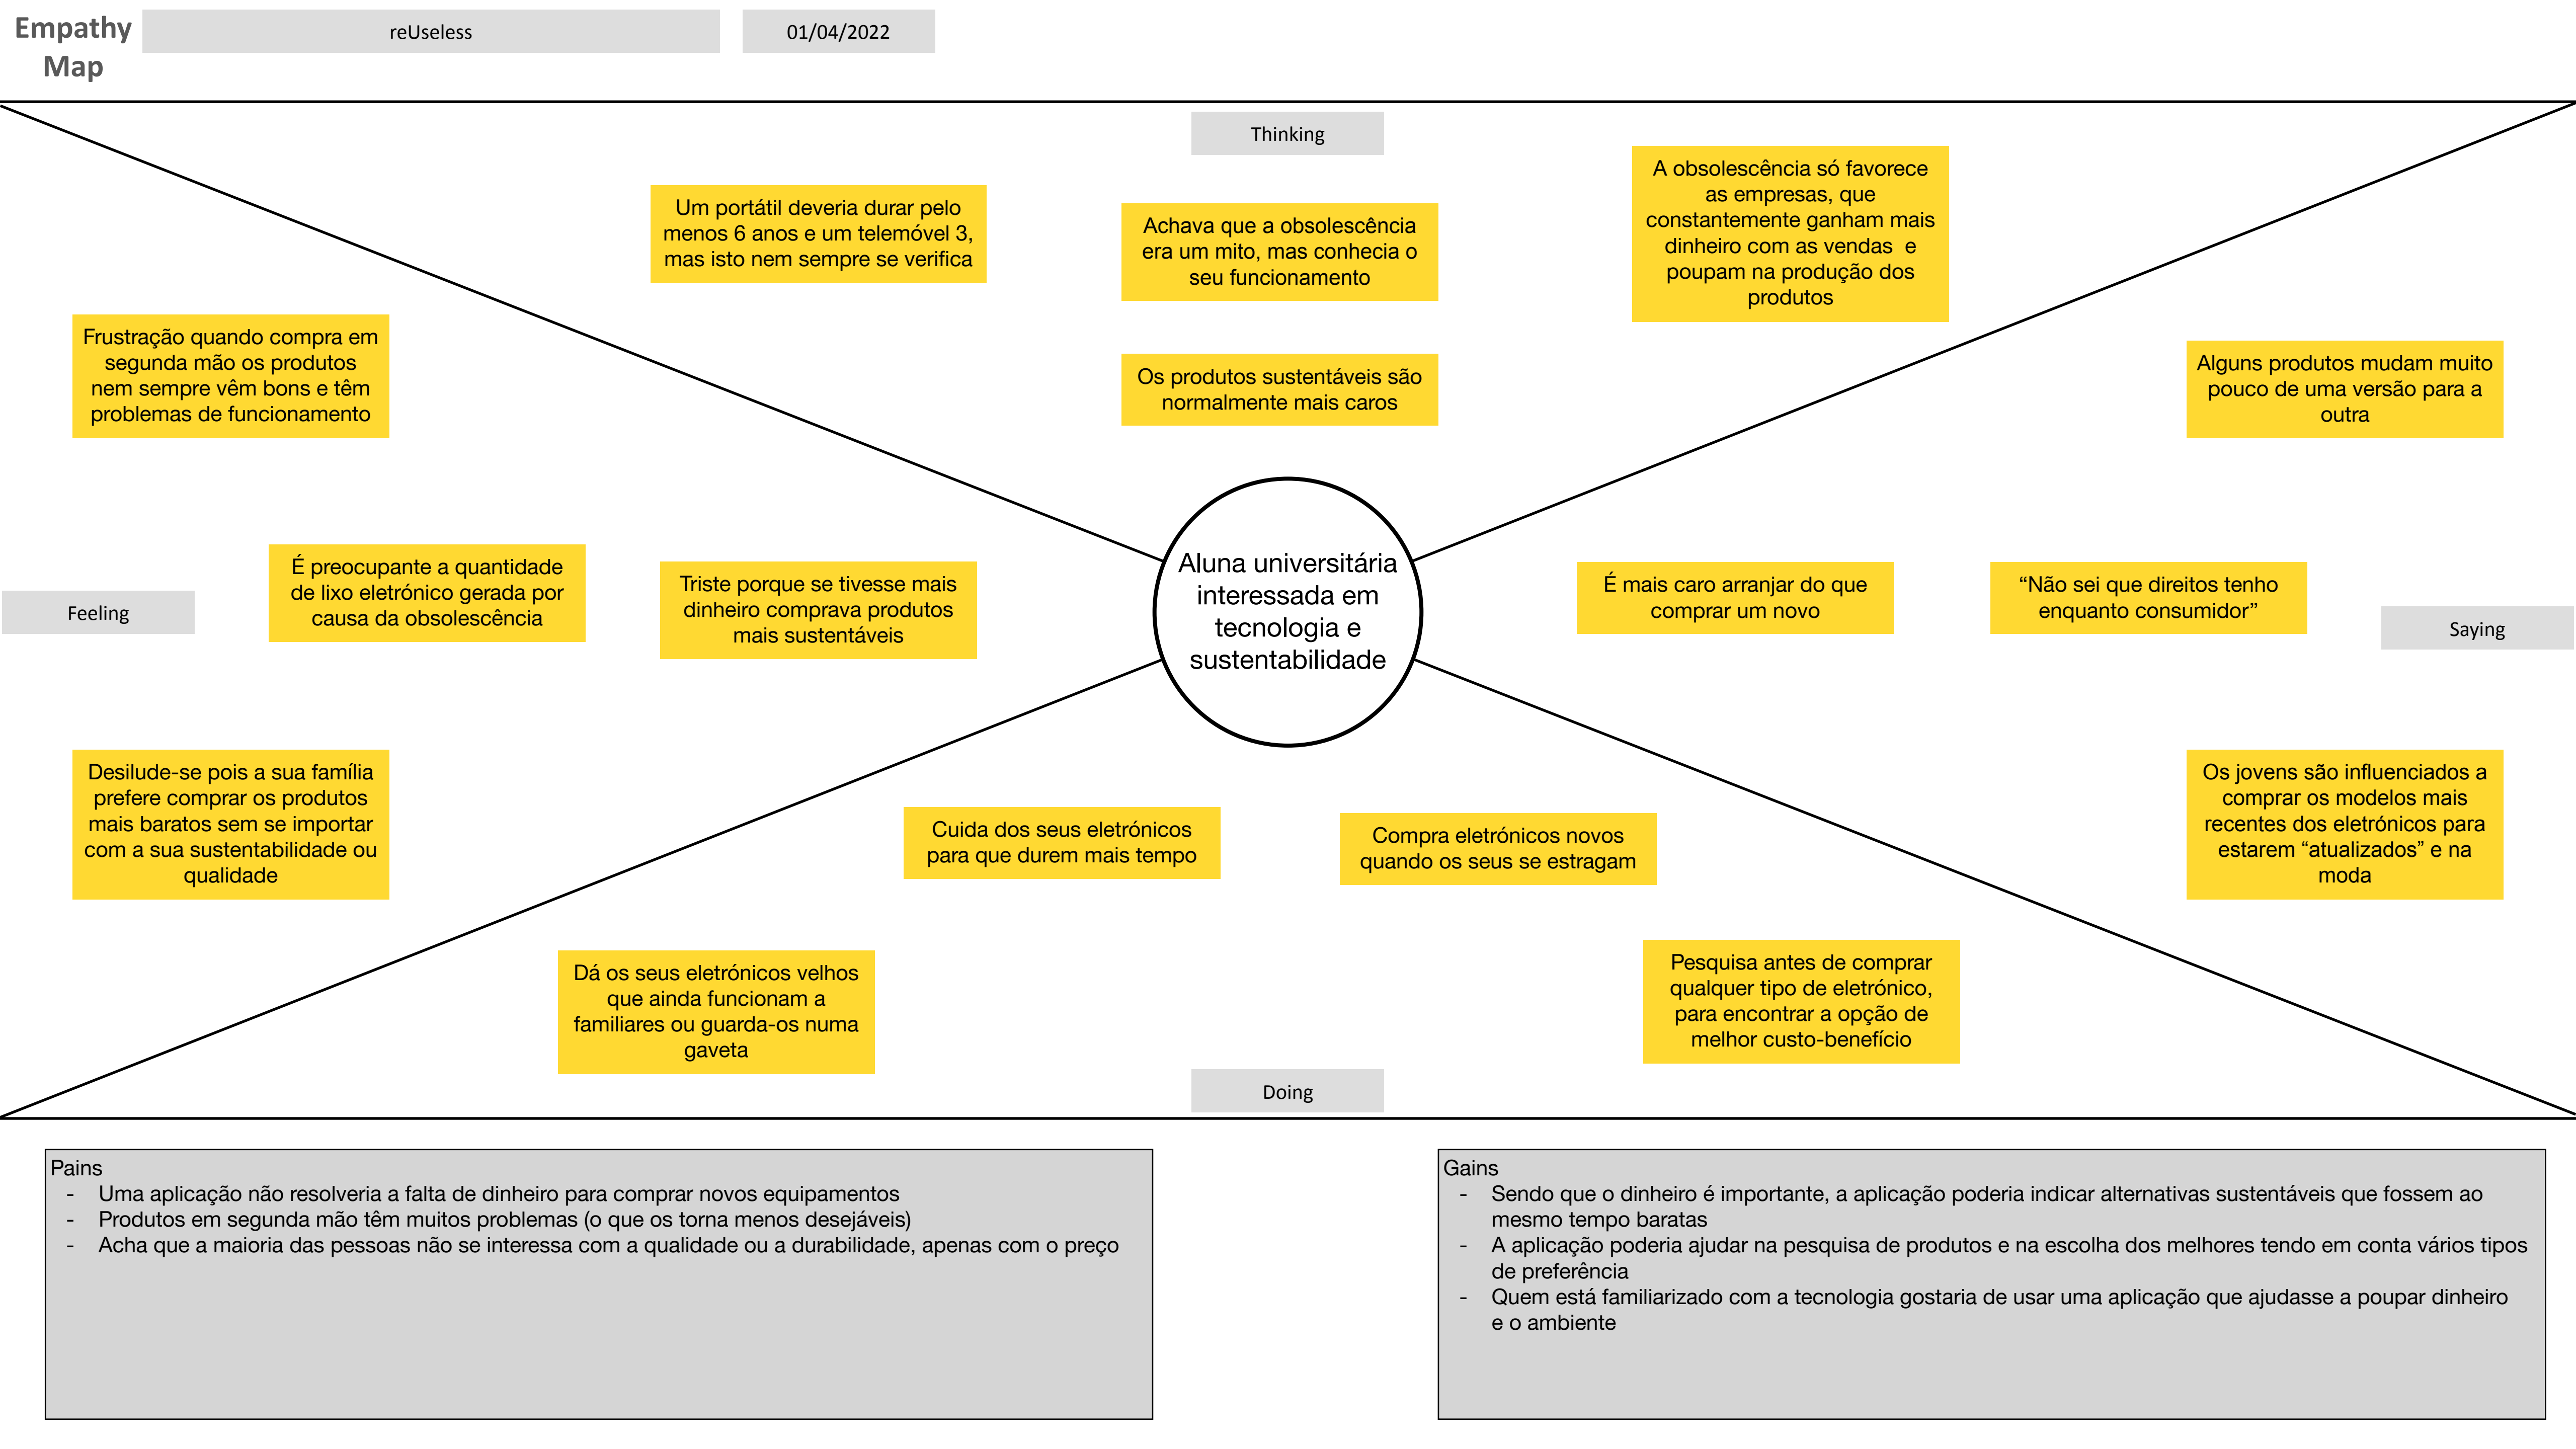 Empathy
Map
reUseless
01/04/2022
Thinking
Um portátil deveria durar pelo
menos 6 anos e um telemóvel 3,
mas isto nem sempre se verifica
Achava que a obsolescência
era um mito, mas conhecia o
seu funcionamento
A obsolescência só favorece
as empresas, que
constantemente ganham mais
dinheiro com as vendas  e
poupam na produção dos
produtos
Os produtos sustentáveis são
normalmente mais caros
Frustração quando compra em
segunda mão os produtos
nem sempre vêm bons e têm
problemas de funcionamento
É preocupante a quantidade
de lixo eletrónico gerada por
causa da obsolescência
Triste porque se tivesse mais
dinheiro comprava produtos
mais sustentáveis
Feeling
Desilude-se pois a sua família
prefere comprar os produtos
mais baratos sem se importar
com a sua sustentabilidade ou
qualidade
Aluna universitária
interessada em
tecnologia e
sustentabilidade
Alguns produtos mudam muito
pouco de uma versão para a
outra
É mais caro arranjar do que
comprar um novo
“Não sei que direitos tenho
enquanto consumidor”
Saying
Os jovens são influenciados a
comprar os modelos mais
recentes dos eletrónicos para
estarem “atualizados” e na
moda
Cuida dos seus eletrónicos
para que durem mais tempo
Compra eletrónicos novos
quando os seus se estragam
Dá os seus eletrónicos velhos
que ainda funcionam a
familiares ou guarda-os numa
gaveta
Pesquisa antes de comprar
qualquer tipo de eletrónico,
para encontrar a opção de
melhor custo-benefício
Doing
Pains
- Uma aplicação não resolveria a falta de dinheiro para comprar novos equipamentos
- Produtos em segunda mão têm muitos problemas (o que os torna menos desejáveis)
- Acha que a maioria das pessoas não se interessa com a qualidade ou a durabilidade, apenas com o preço
Gains
- Sendo que o dinheiro é importante, a aplicação poderia indicar alternativas sustentáveis que fossem ao
mesmo tempo baratas
- A aplicação poderia ajudar na pesquisa de produtos e na escolha dos melhores tendo em conta vários tipos
de preferência
- Quem está familiarizado com a tecnologia gostaria de usar uma aplicação que ajudasse a poupar dinheiro
e o ambiente